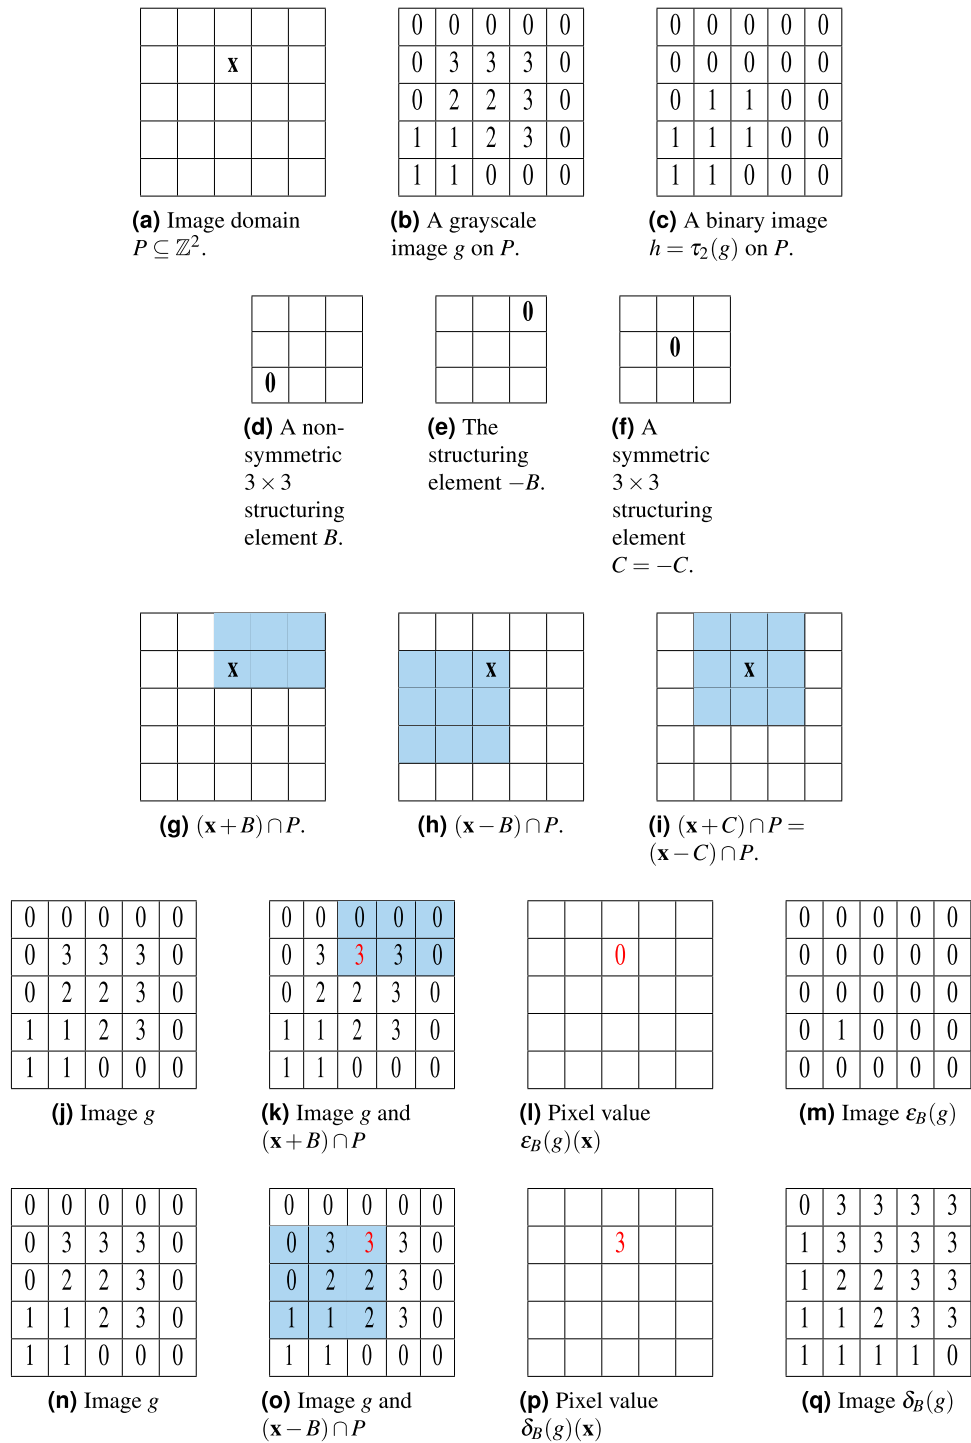 x
0 0 0 0 0
0 3 3 3 0
0 2 2 3 0
1 1 2 3 0
1 1 0 0 0
0 0 0 0 0
0 0 0 0 0
0 1 1 0 0
1 1 1 0 0
1 1 0 0 0
(a) Image domain
P ⊆ ℤ².
(b) A grayscale
image g on P.
(c) A binary image
h = τ₂(g) on P.
0
0
0
(d) A non-
symmetric
3 × 3
structuring
element B.
(e) The
structuring
element −B.
(f) A
symmetric
3 × 3
structuring
element
C = −C.
x
x
x
(g) (x+B)∩P.
(h) (x−B)∩P.
(i) (x+C)∩P =
(x−C)∩P.
0 0 0 0 0
0 3 3 3 0
0 2 2 3 0
1 1 2 3 0
1 1 0 0 0
0 0 0 0 0
0 3 3 3 0
0 2 2 3 0
1 1 2 3 0
1 1 0 0 0
0
0 0 0 0 0
0 0 0 0 0
0 0 0 0 0
0 1 0 0 0
0 0 0 0 0
(j) Image g
(k) Image g and
(x+B)∩P
(l) Pixel value
ε_B(g)(x)
(m) Image ε_B(g)
0 0 0 0 0
0 3 3 3 0
0 2 2 3 0
1 1 2 3 0
1 1 0 0 0
0 0 0 0 0
0 3 3 3 0
0 2 2 3 0
1 1 2 3 0
1 1 0 0 0
3
0 3 3 3 3
1 3 3 3 3
1 2 2 3 3
1 1 2 3 3
1 1 1 1 0
(n) Image g
(o) Image g and
(x−B)∩P
(p) Pixel value
δ_B(g)(x)
(q) Image δ_B(g)